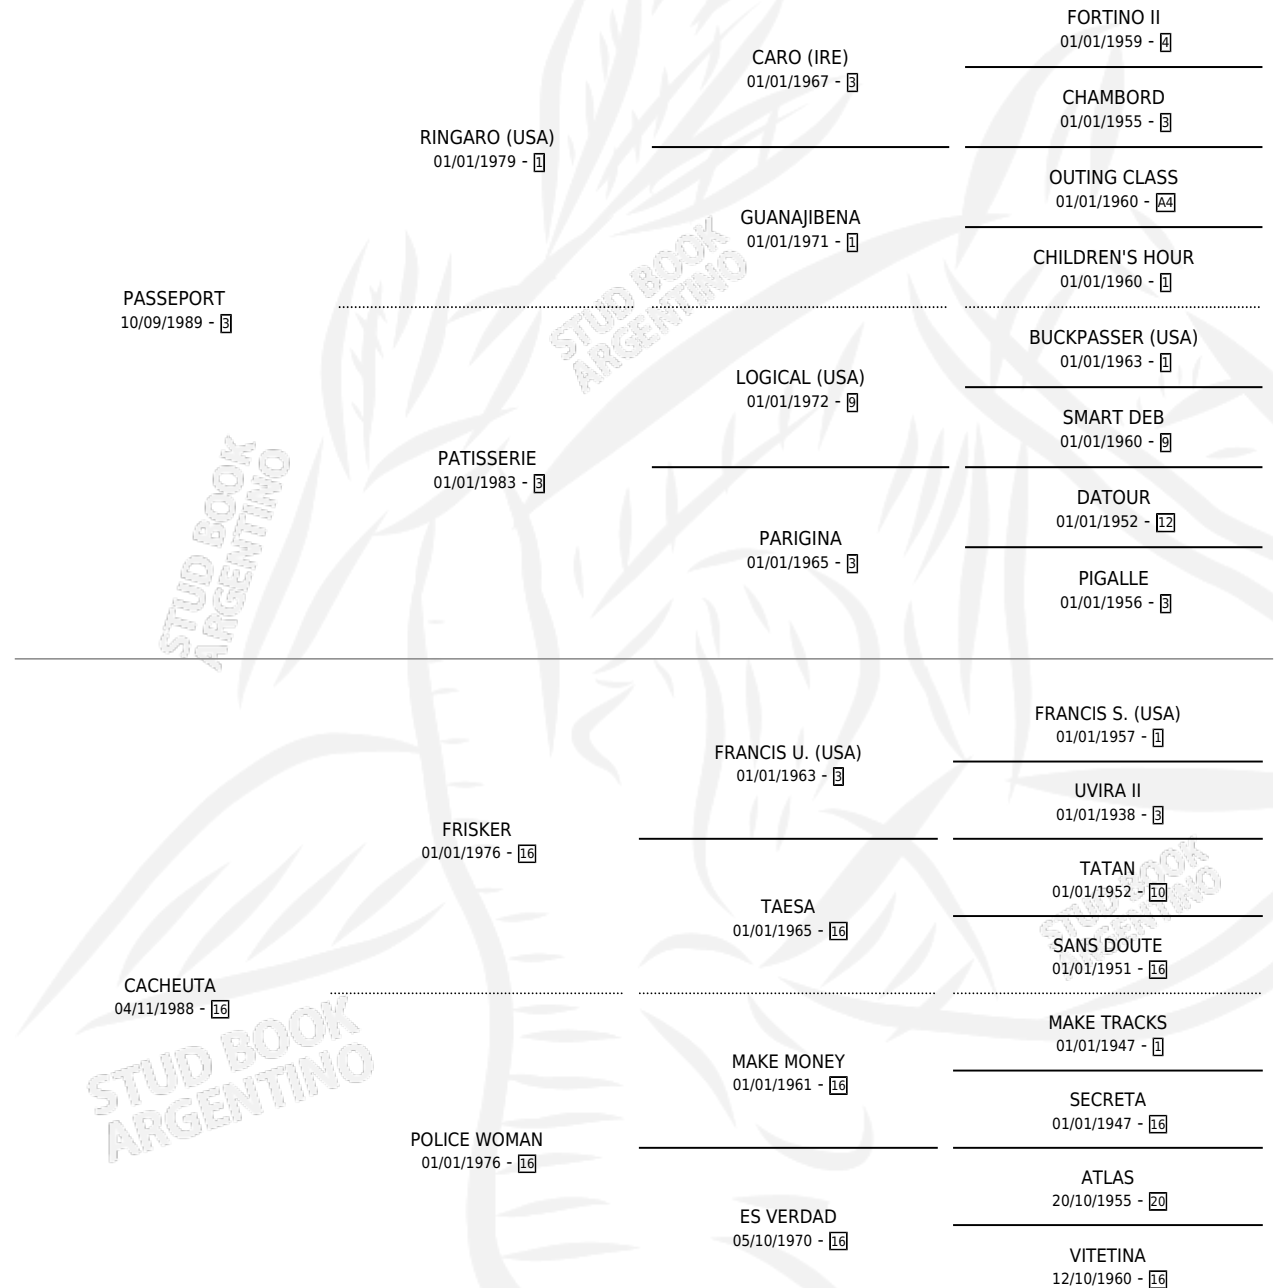 FORTINO II
01/01/1959 - 4
CARO (IRE)
01/01/1967 - 3
CHAMBORD
01/01/1955 - 3
RINGARO (USA)
01/01/1979 - 1
OUTING CLASS
01/01/1960 - A4
GUANAJIBENA
01/01/1971 - 1
CHILDREN'S HOUR
01/01/1960 - 1
PASSEPORT
10/09/1989 - 3
BUCKPASSER (USA)
01/01/1963 - 1
LOGICAL (USA)
01/01/1972 - 9
SMART DEB
01/01/1960 - 9
PATISSERIE
01/01/1983 - 3
DATOUR
01/01/1952 - 12
PARIGINA
01/01/1965 - 3
PIGALLE
01/01/1956 - 3
STUD BOOK
ARGENTINO
STUD BOOK
ARGENTINO
FRANCIS S. (USA)
01/01/1957 - 1
FRANCIS U. (USA)
01/01/1963 - 3
UVIRA II
01/01/1938 - 3
FRISKER
01/01/1976 - 16
TATAN
01/01/1952 - 10
TAESA
01/01/1965 - 16
SANS DOUTE
01/01/1951 - 16
STUD BOOK
ARGENTINO
CACHEUTA
04/11/1988 - 16
MAKE TRACKS
01/01/1947 - 1
MAKE MONEY
01/01/1961 - 16
SECRETA
01/01/1947 - 16
STUD BOOK
ARGENTINO
POLICE WOMAN
01/01/1976 - 16
ATLAS
20/10/1955 - 20
ES VERDAD
05/10/1970 - 16
VITETINA
12/10/1960 - 16